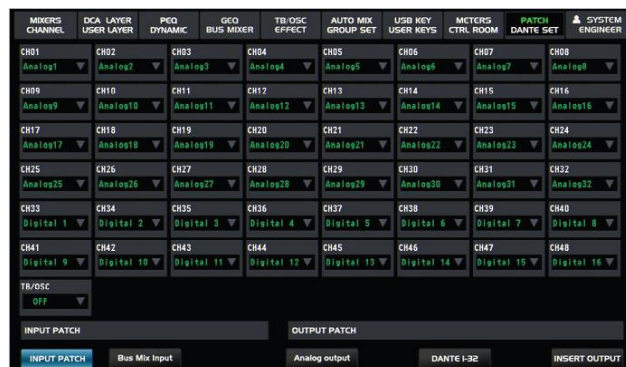 MIXERS DCA LAYER PEQ GEQ TB/OSC AUTO MIX USB KEY METERS PATCH SYSTEM
CHANNEL USER LAYER DYNAMIC BUS MIXER EFFECT GROUP SET USER KEYS CTRL ROOM DANTE SET ENGINEER
CH01 CH02 CH03 CH04 CH05 CH06 CH07 CH08
Analog1 Analog2 Analog3 Analog4 Analog5 Analog6 Analog7 Analog8
CH09 CH10 CH11 CH12 CH13 CH14 CH15 CH16
Analog9 Analog10 Analog11 Analog12 Analog13 Analog14 Analog15 Analog16
CH17 CH18 CH19 CH20 CH21 CH22 CH23 CH24
Analog17 Analog18 Analog19 Analog20 Analog21 Analog22 Analog23 Analog24
CH25 CH26 CH27 CH28 CH29 CH30 CH31 CH32
Analog25 Analog26 Analog27 Analog28 Analog29 Analog30 Analog31 Analog32
CH33 CH34 CH35 CH36 CH37 CH38 CH39 CH40
Digital 1 Digital 2 Digital 3 Digital 4 Digital 5 Digital 6 Digital 7 Digital 8
CH41 CH42 CH43 CH44 CH45 CH46 CH47 CH48
Digital 9 Digital 10 Digital 11 Digital 12 Digital 13 Digital 14 Digital 15 Digital 16
TB/OSC
OFF
INPUT PATCH OUTPUT PATCH
INPUT PATCH Bus Mix Input Analog output DANTE I-32 INSERT OUTPUT